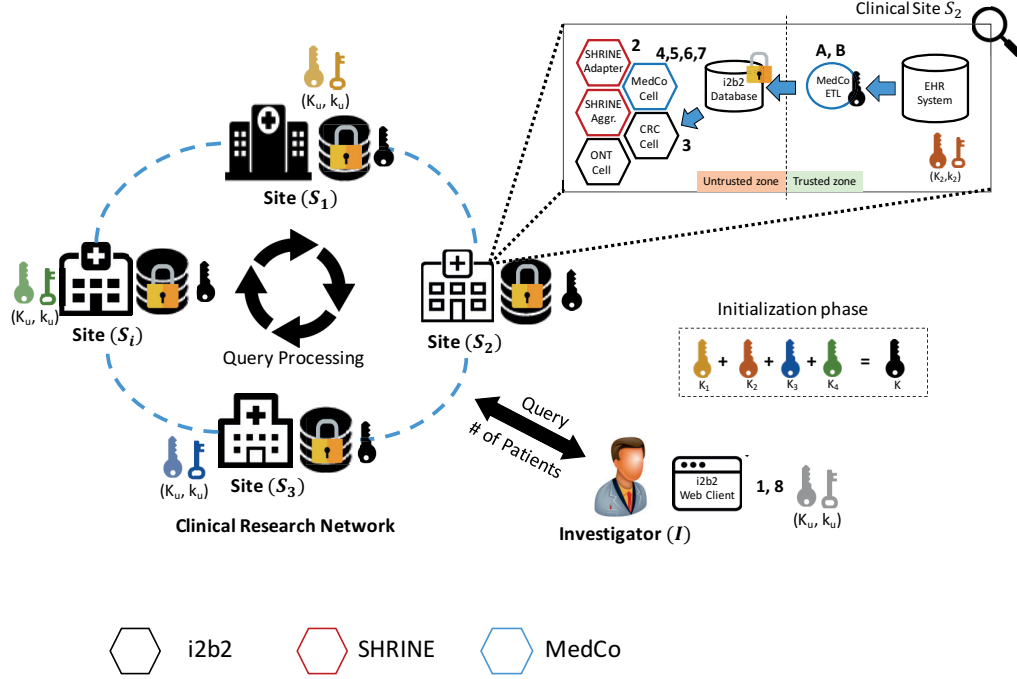 Clinical Site S₂
SHRINE
Adapter
2
4,5,6,7
MedCo
Cell
SHRINE
Aggr.
CRC
Cell
3
ONT
Cell
i2b2
Database
A, B
MedCo
ETL
EHR
System
(K₂,k₂)
Untrusted zone
Trusted zone
(Kᵤ, kᵤ)
Site (S₁)
(Kᵤ, kᵤ)
Site (Sᵢ)
Query Processing
Site (S₂)
(Kᵤ, kᵤ)
Site (S₃)
Clinical Research Network
Initialization phase
+ + + =
K₁ K₂ K₃ K₄ K
Query
# of Patients
i2b2
Web Client
1, 8
(Kᵤ, kᵤ)
Investigator (I)
i2b2
SHRINE
MedCo